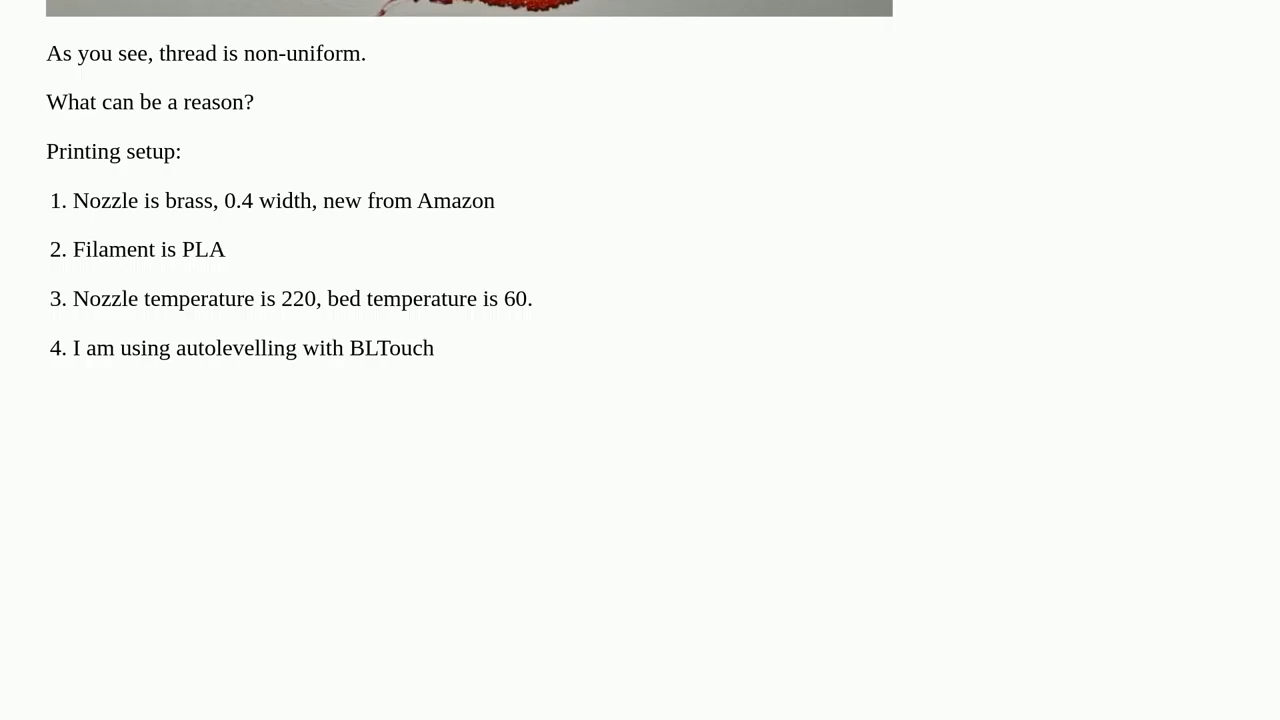 As you see, thread is non-uniform.
What can be a reason?
Printing setup:
1. Nozzle is brass, 0.4 width, new from Amazon
2. Filament is PLA
3. Nozzle temperature is 220, bed temperature is 60.
4. I am using autolevelling with BLTouch